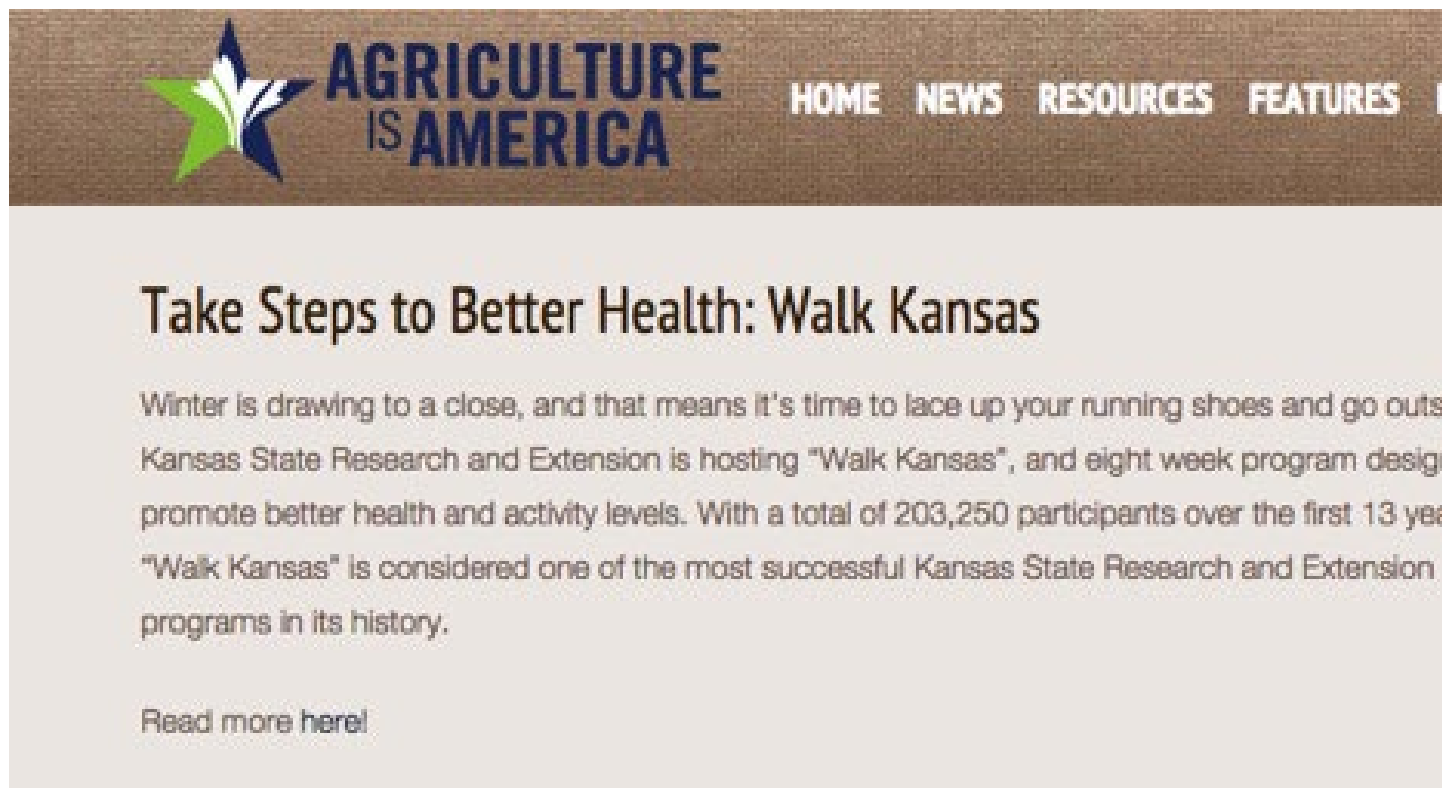 AGRICULTURE
IS AMERICA
HOME NEWS RESOURCES FEATURES
Take Steps to Better Health: Walk Kansas
Winter is drawing to a close, and that means it's time to lace up your running shoes and go outs
Kansas State Research and Extension is hosting "Walk Kansas", and eight week program desig
promote better health and activity levels. With a total of 203,250 participants over the first 13 yea
"Walk Kansas" is considered one of the most successful Kansas State Research and Extension
programs in its history.
Read more here!